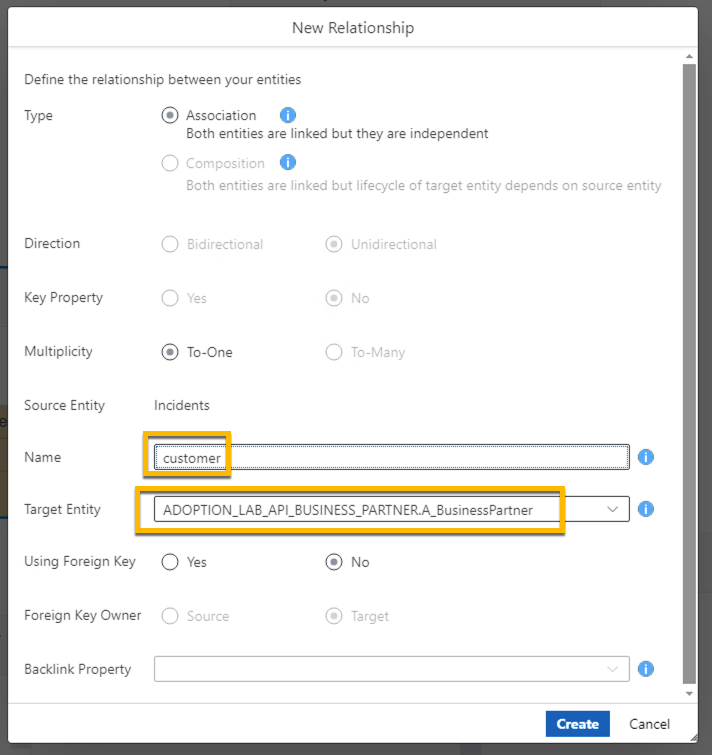 New Relationship
Define the relationship between your entities
Type
Association
Both entities are linked but they are independent
Composition
Both entities are linked but lifecycle of target entity depends on source entity
Direction Bidirectional Unidirectional
Key Property Yes No
Multiplicity To-One To-Many
Source Entity Incidents
Name customer
Target Entity ADOPTION_LAB_API_BUSINESS_PARTNER.A_BusinessPartner
Using Foreign Key Yes No
Foreign Key Owner Source Target
Backlink Property
Create Cancel